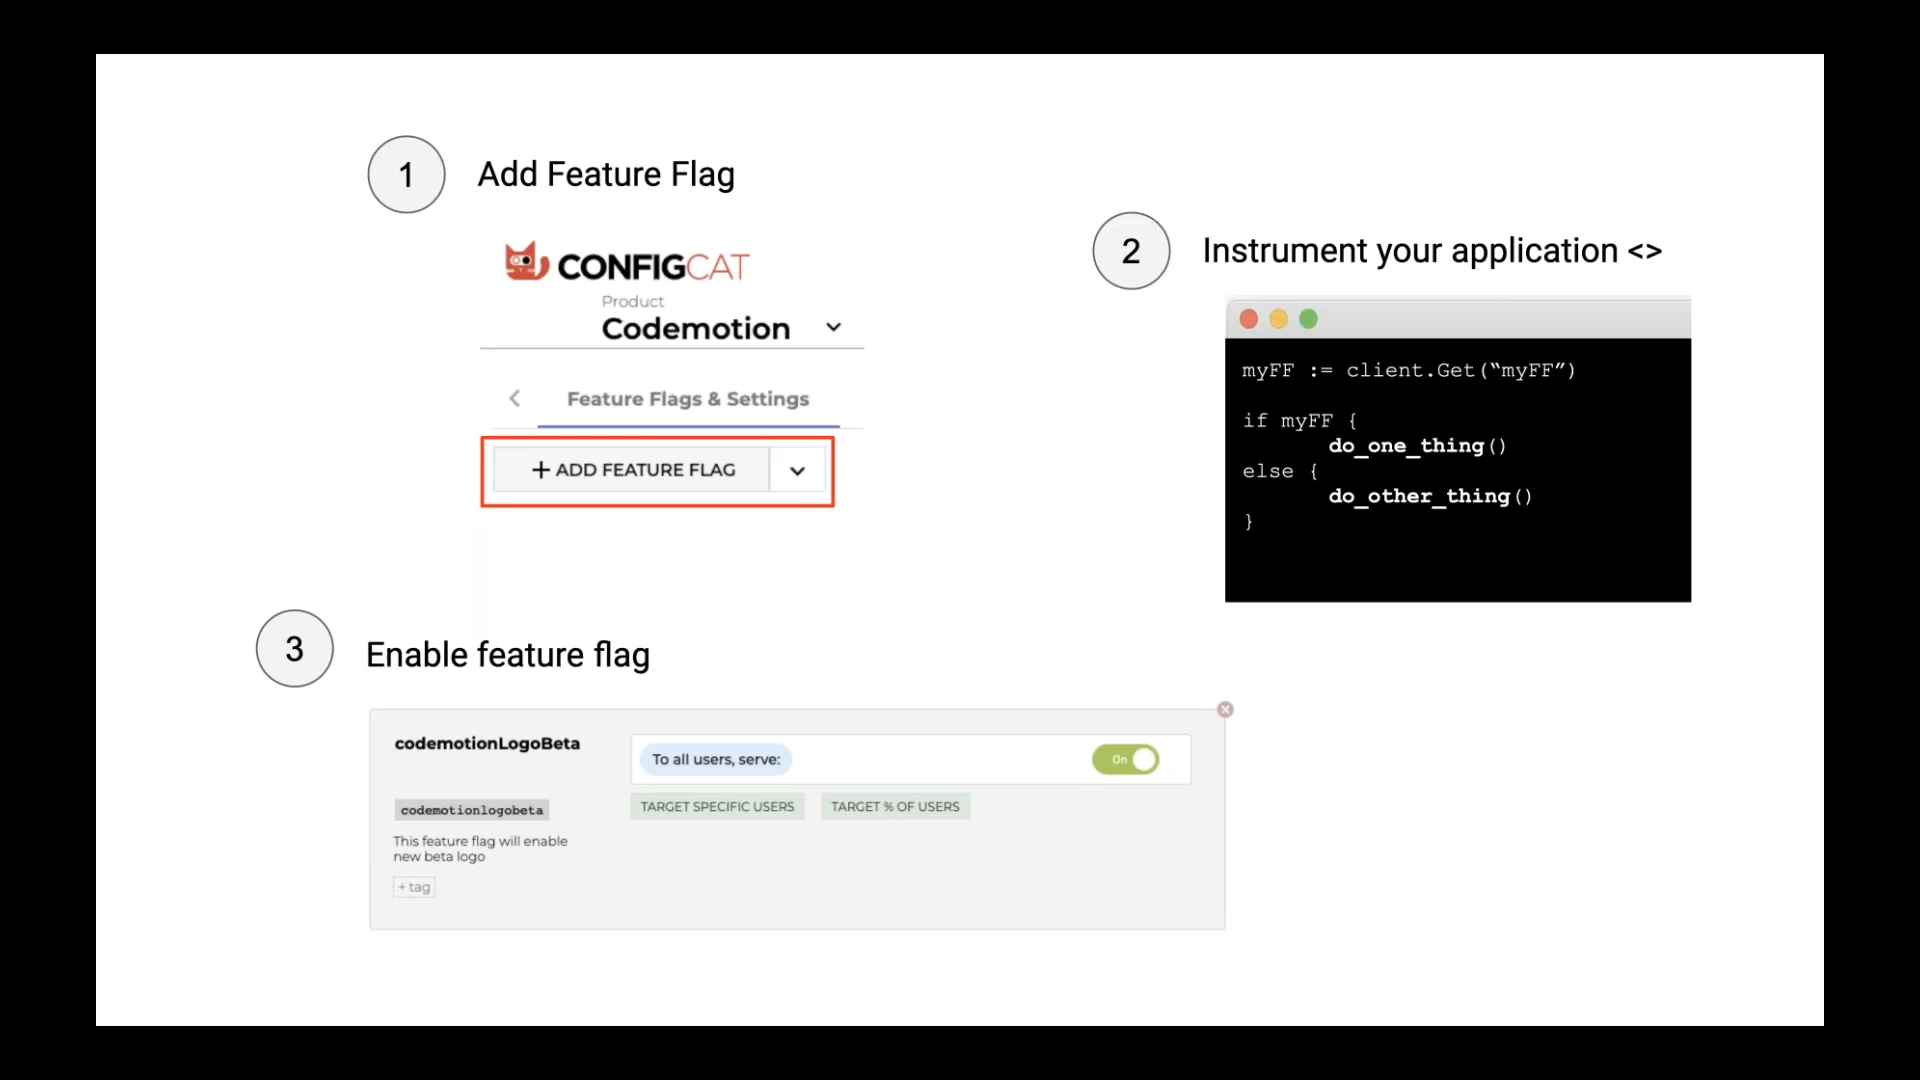 1
Add Feature Flag
CONFIGCAT
Product
Codemotion
Feature Flags & Settings
+ ADD FEATURE FLAG
2
Instrument your application <>
myFF := client.Get(“myFF”)
if myFF {
do_one_thing()
else {
do_other_thing()
}
3
Enable feature flag
codemotionLogoBeta
To all users, serve:
On
TARGET SPECIFIC USERS
TARGET % OF USERS
codemotionlogobeta
This feature flag will enable
new beta logo
+ tag